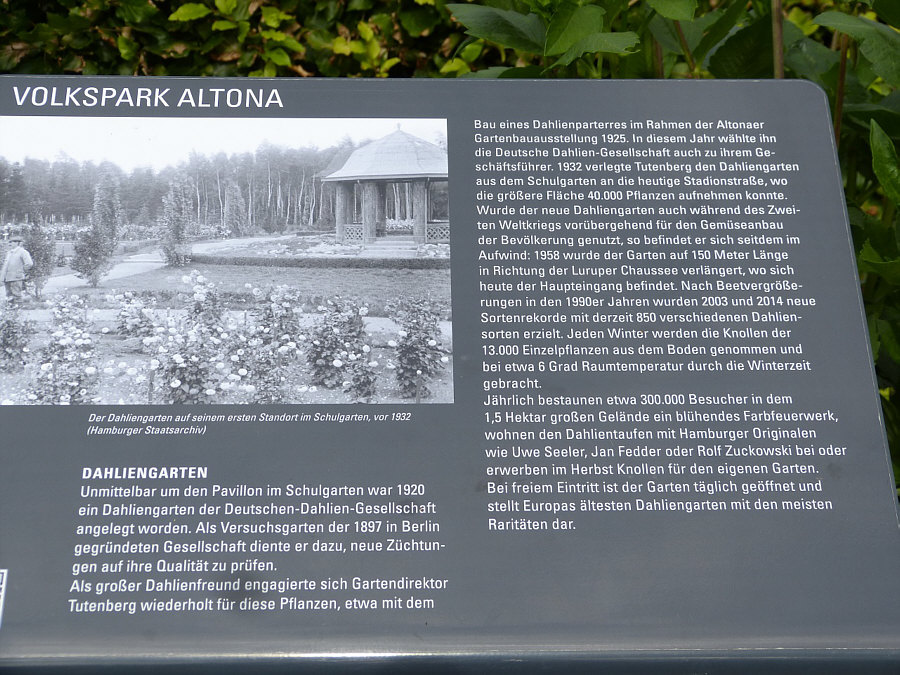 VOLKSPARK ALTONA
Der Dahliengarten auf seinem ersten Standort im Schulgarten, vor 1932
(Hamburger Staatsarchiv)
DAHLIENGARTEN
Unmittelbar um den Pavillon im Schulgarten war 1920
ein Dahliengarten der Deutschen-Dahlien-Gesellschaft
angelegt worden. Als Versuchsgarten der 1897 in Berlin
gegründeten Gesellschaft diente er dazu, neue Züchtun-
gen auf ihre Qualität zu prüfen.
Als großer Dahlienfreund engagierte sich Gartendirektor
Tutenberg wiederholt für diese Pflanzen, etwa mit dem
Bau eines Dahlienparterres im Rahmen der Altonaer
Gartenbauausstellung 1925. In diesem Jahr wählte ihn
die Deutsche Dahlien-Gesellschaft auch zu ihrem Ge-
schäftsführer. 1932 verlegte Tutenberg den Dahliengarten
aus dem Schulgarten an die heutige Stadionstraße, wo
die größere Fläche 40.000 Pflanzen aufnehmen konnte.
Wurde der neue Dahliengarten auch während des Zwei-
ten Weltkriegs vorübergehend für den Gemüseanbau
der Bevölkerung genutzt, so befindet er sich seitdem im
Aufwind: 1958 wurde der Garten auf 150 Meter Länge
in Richtung der Luruper Chaussee verlängert, wo sich
heute der Haupteingang befindet. Nach Beetvergröße-
rungen in den 1990er Jahren wurden 2003 und 2014 neue
Sortenrekorde mit derzeit 850 verschiedenen Dahlien-
sorten erzielt. Jeden Winter werden die Knollen der
13.000 Einzelpflanzen aus dem Boden genommen und
bei etwa 6 Grad Raumtemperatur durch die Winterzeit
gebracht.
Jährlich bestaunen etwa 300.000 Besucher in dem
1,5 Hektar großen Gelände ein blühendes Farbfeuerwerk,
wohnen den Dahlientaufen mit Hamburger Originalen
wie Uwe Seeler, Jan Fedder oder Rolf Zuckowski bei oder
erwerben im Herbst Knollen für den eigenen Garten.
Bei freiem Eintritt ist der Garten täglich geöffnet und
stellt Europas ältesten Dahliengarten mit den meisten
Raritäten dar.